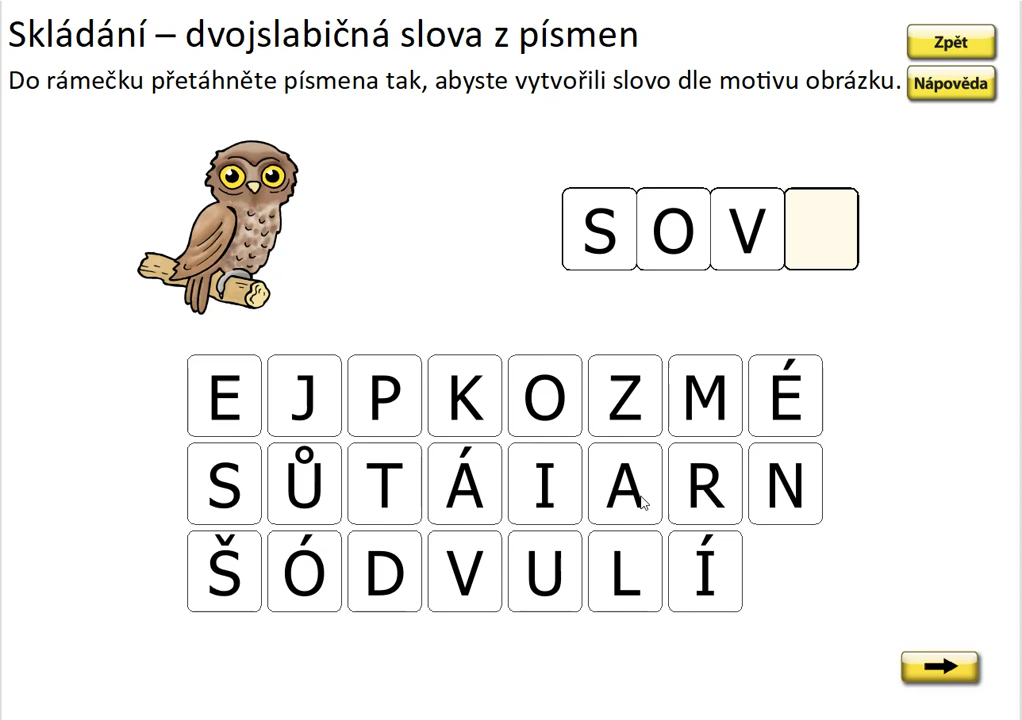 Skládání – dvojslabičná slova z písmen
Zpět
Do rámečku přetáhněte písmena tak, abyste vytvořili slovo dle motivu obrázku.
Nápověda
S O V
E J P K O Z M É
S Ů T Á I A R N
Š Ó D V U L Í